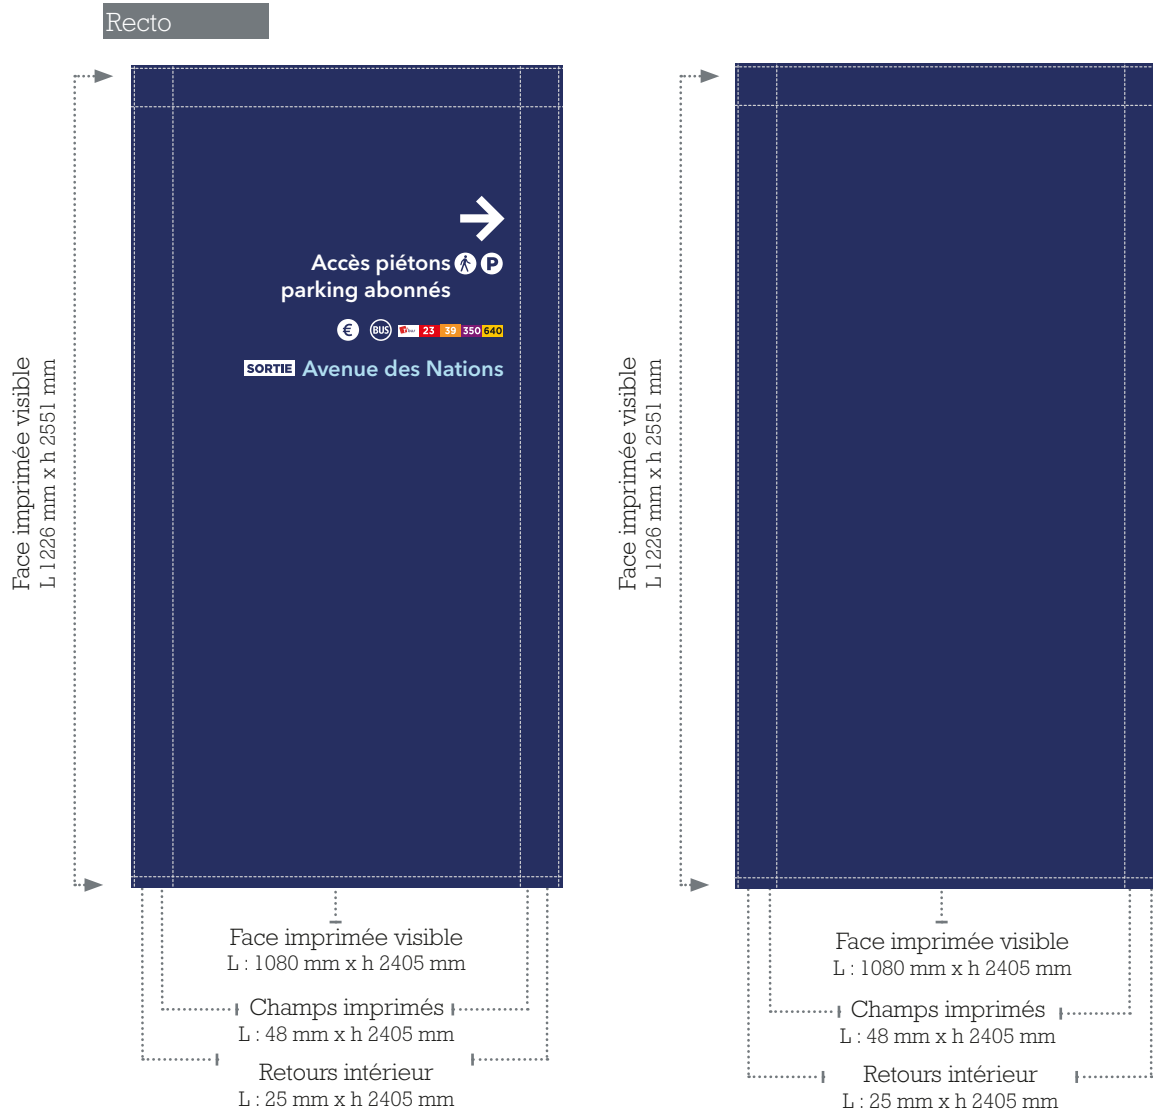 Recto
Face imprimée visible
L 1226 mm x h 2551 mm
Accès piétons P
parking abonnés
€ BUS 23 39 350 640
SORTIE Avenue des Nations
Face imprimée visible
L : 1080 mm x h 2405 mm
Champs imprimés
L : 48 mm x h 2405 mm
Retours intérieur
L : 25 mm x h 2405 mm
Face imprimée visible
L 1226 mm x h 2551 mm
Face imprimée visible
L : 1080 mm x h 2405 mm
Champs imprimés
L : 48 mm x h 2405 mm
Retours intérieur
L : 25 mm x h 2405 mm